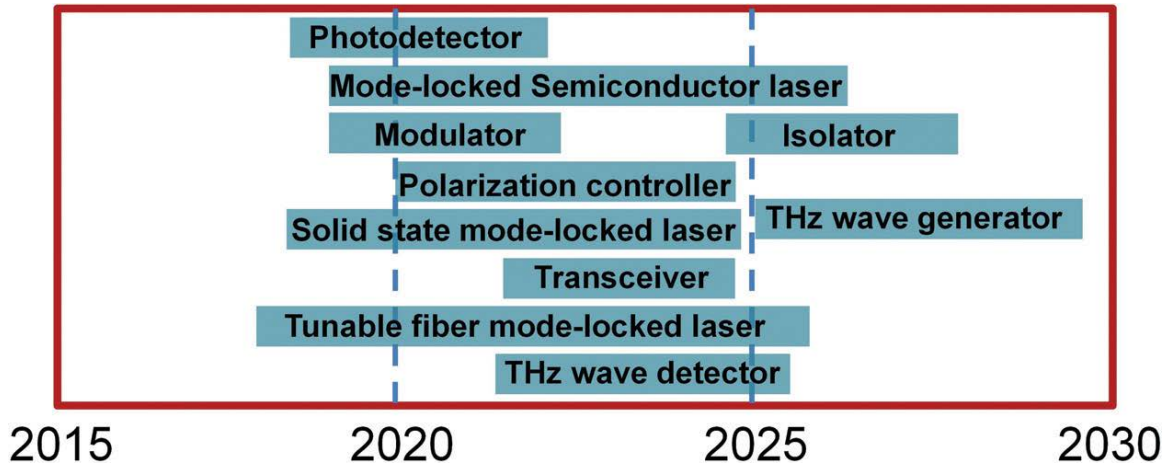 Photodetector
Mode-locked Semiconductor laser
Modulator
Isolator
Polarization controller
THz wave generator
Solid state mode-locked laser
Transceiver
Tunable fiber mode-locked laser
THz wave detector
2015 2020 2025 2030